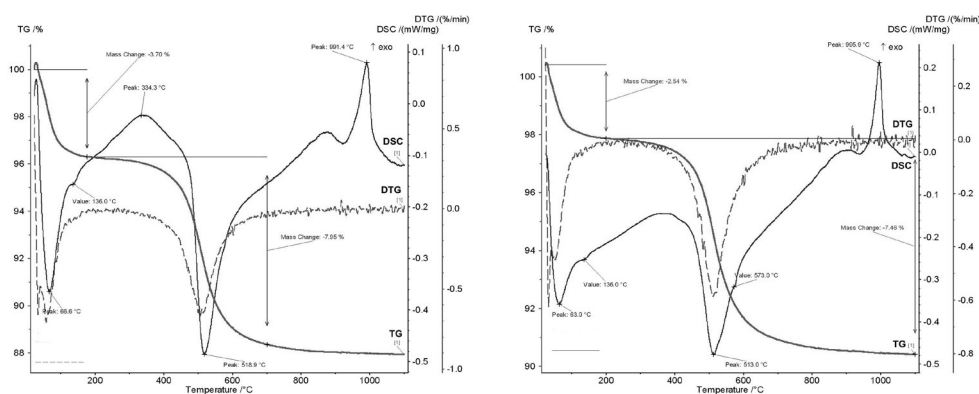 DTG /(%/min)
TG /%
DSC /(mW/mg)
Peak: 991.4 °C
↑ exo
Mass Change: -3.70 %
Peak: 334.3 °C
DSC
[1]
DTG
[1]
Value: 136.0 °C
Mass Change: -7.95 %
Peak: 66.6 °C
TG
[1]
Peak: 518.9 °C
100
98
96
94
92
90
88
0.1
0.0
-0.1
-0.2
-0.3
-0.4
-0.5
1.0
0.5
0.0
-0.5
-1.0
200
400
600
800
1000
Temperature /°C
DTG /(%/min)
TG /%
DSC /(mW/mg)
↑ exo
Mass Change: -2.54 %
DTG
[1]
DSC
Value: 136.0 °C
Mass Change: -7.46 %
Value: 573.0 °C
Peak: 63.0 °C
TG
[1]
Peak: 513.0 °C
100
98
96
94
92
90
0.2
0.1
0.0
-0.1
-0.2
-0.3
-0.4
-0.5
0.2
0.0
-0.2
-0.4
-0.6
-0.8
200
400
600
800
1000
Temperature /°C